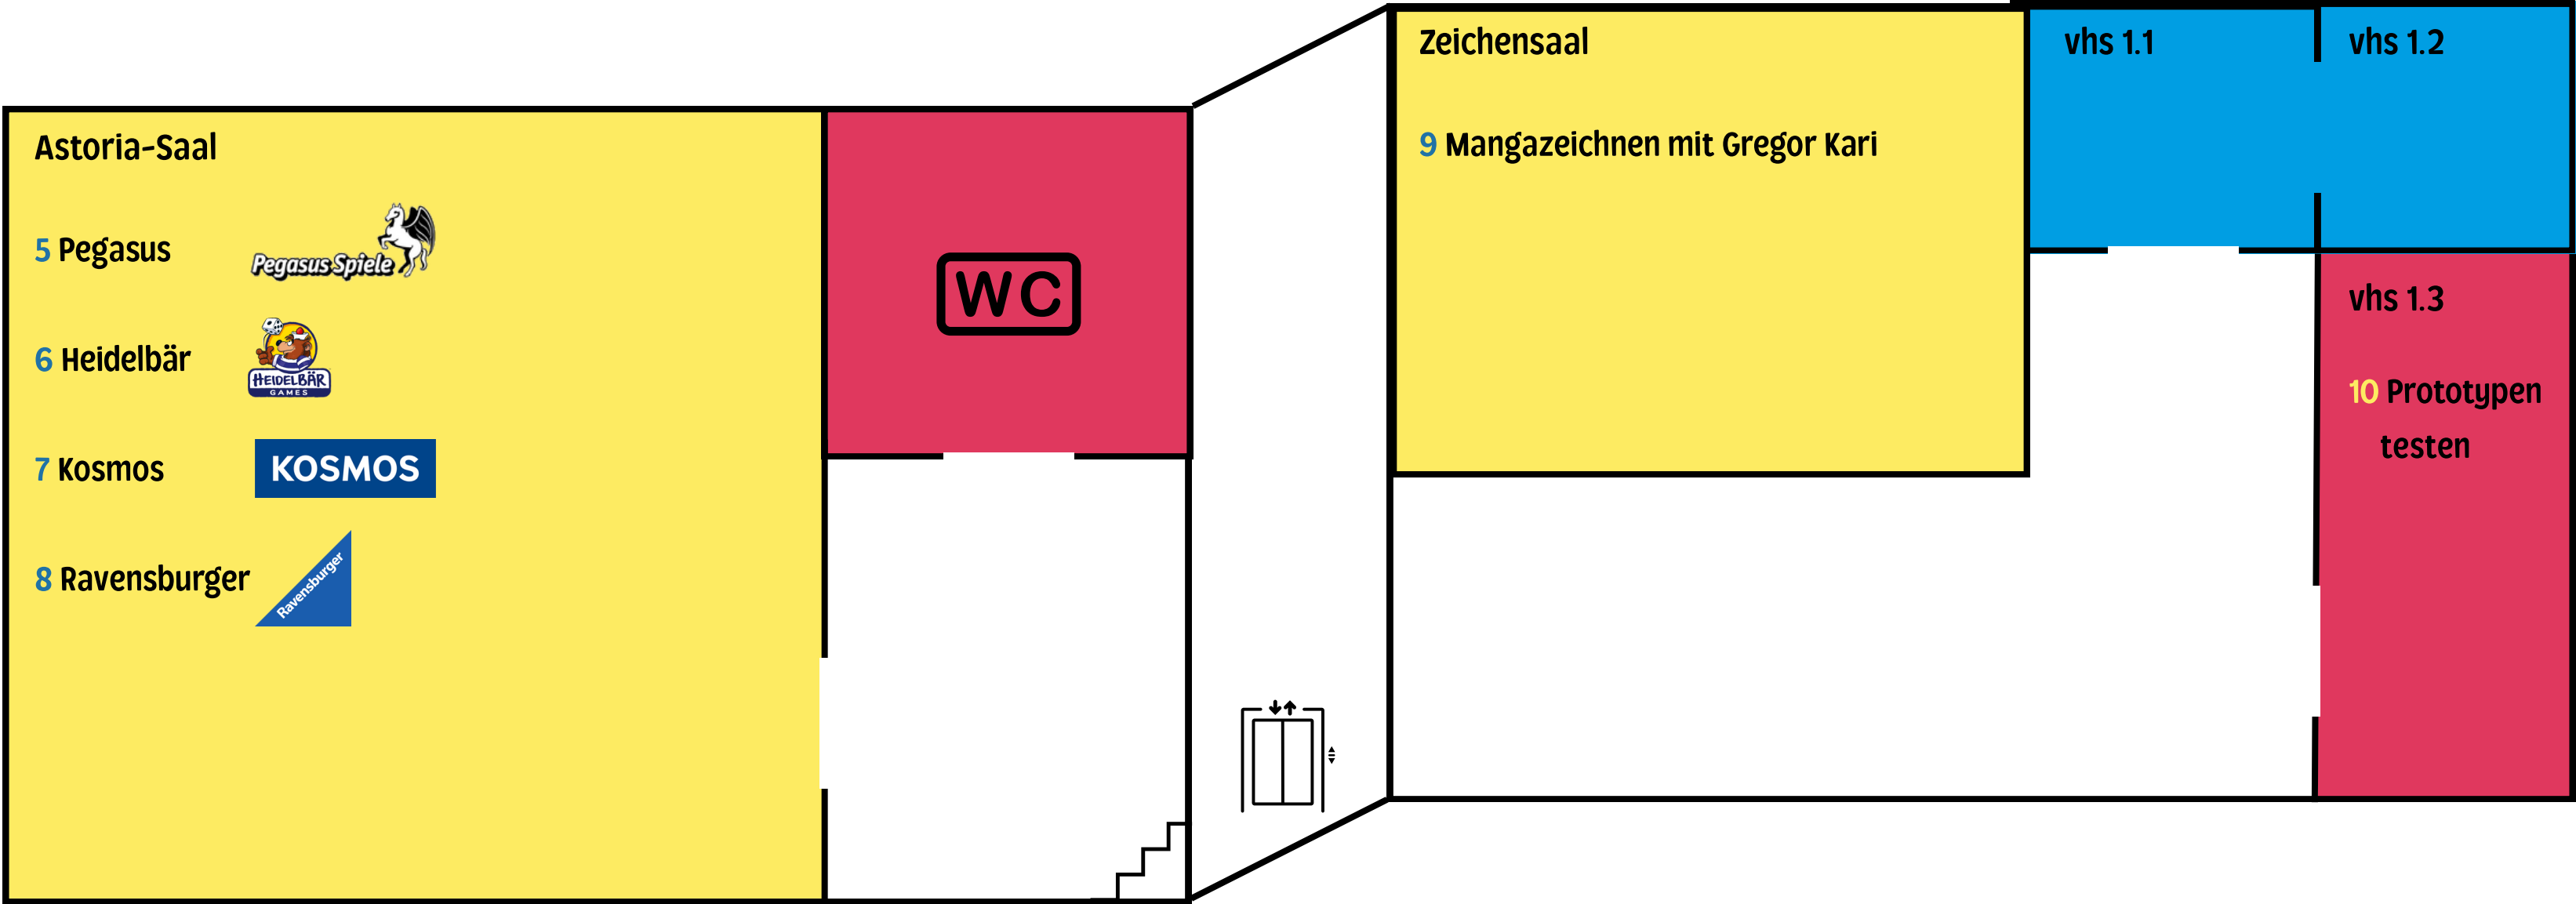 Astoria-Saal
5 Pegasus
Pegasus Spiele
6 Heidelbär
HEIDELBÄR
GAMES
7 Kosmos
KOSMOS
8 Ravensburger
Ravensburger
WC
Zeichensaal
9 Mangazeichnen mit Gregor Kari
vhs 1.1
vhs 1.2
vhs 1.3
10 Prototypen
testen